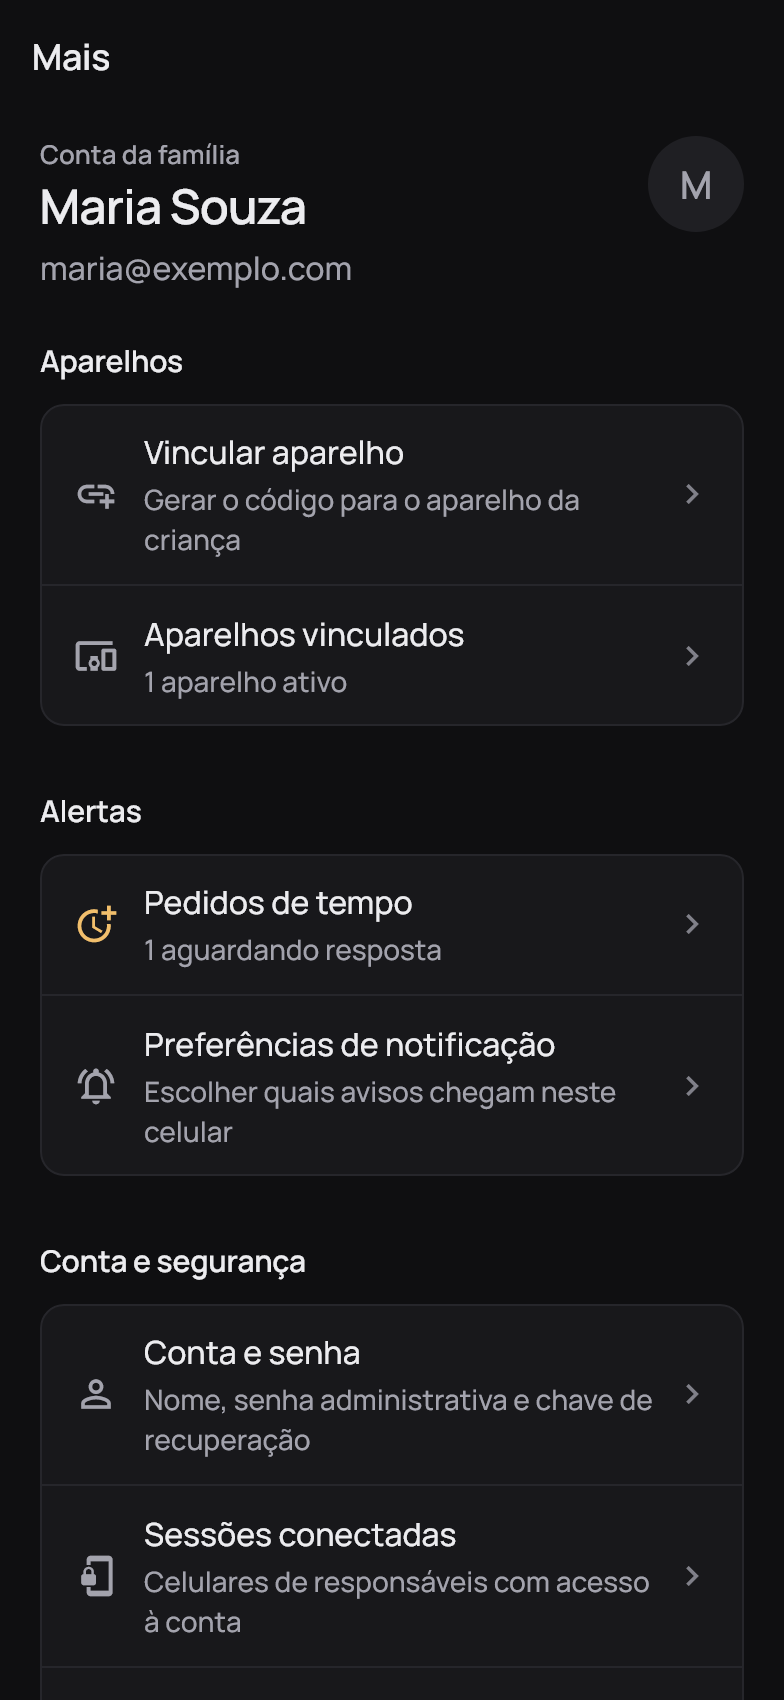 Mais
Conta da família
Maria Souza
M
maria@exemplo.com
Aparelhos
Vincular aparelho
Gerar o código para o aparelho da
criança
Aparelhos vinculados
1 aparelho ativo
Alertas
Pedidos de tempo
1 aguardando resposta
Preferências de notificação
Escolher quais avisos chegam neste
celular
Conta e segurança
Conta e senha
Nome, senha administrativa e chave de
recuperação
Sessões conectadas
Celulares de responsáveis com acesso
à conta